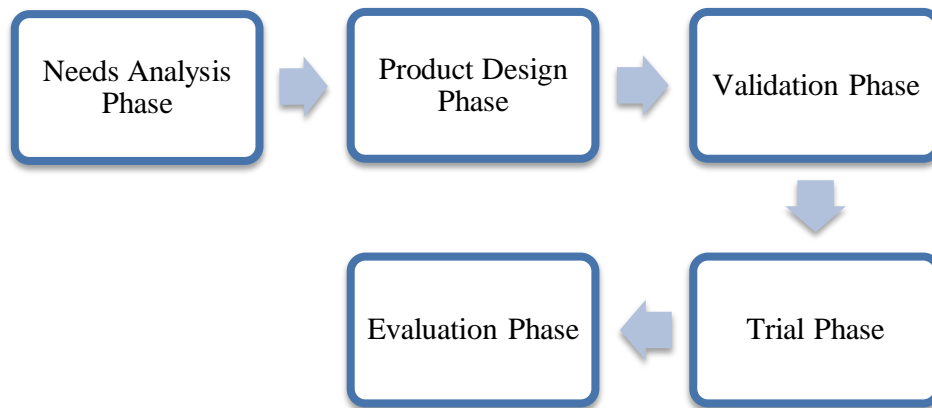 Needs Analysis
Phase
Product Design
Phase
Validation Phase
Trial Phase
Evaluation Phase